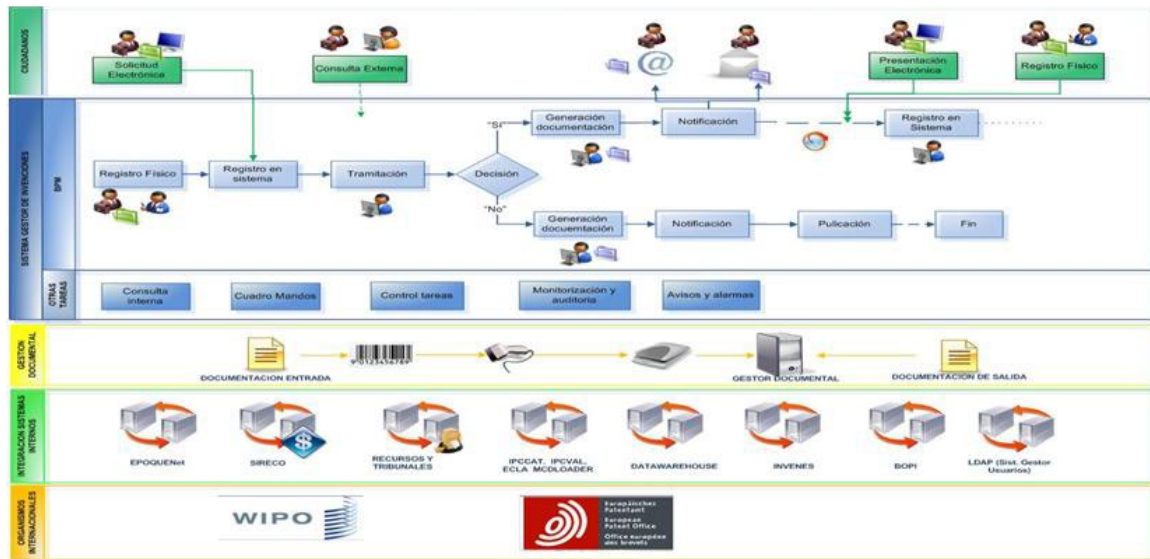 CIUDADANOS
Solicitud
Electrónica
Consulta Externa
@
Presentación
Electrónica
Registro Físico
SISTEMA GESTOR DE INVENCIONES
BPM
"Sí"
Generación
documentación
Notificación
Registro en
Sistema
Registro Físico
Registro en
sistema
Tramitación
Decisión
"No"
Generación
docuemtación
Notificación
Pulicación
Fin
OTRAS
TAREAS
Consulta
interna
Cuadro Mandos
Control tareas
Monitorización y
auditoria
Avisos y alarmas
GESTION
DOCUMENTAL
9 0123456789
DOCUMENTACION ENTRADA
GESTOR DOCUMENTAL
DOCUMENTACION DE SALIDA
INTEGRACION SISTEMAS
INTERNOS
$
EPOQUENet
SIRECO
RECURSOS Y
TRIBUNALES
IPCCAT, IPCVAL,
ECLA MCDLOADER
DATAWAREHOUSE
INVENES
BOPI
LDAP (Sist. Gestor
Usuarios)
ORGANISMOS
INTERNACIONALES
WIPO
Europäisches
Patentamt
European
Patent Office
Office européen
des brevets